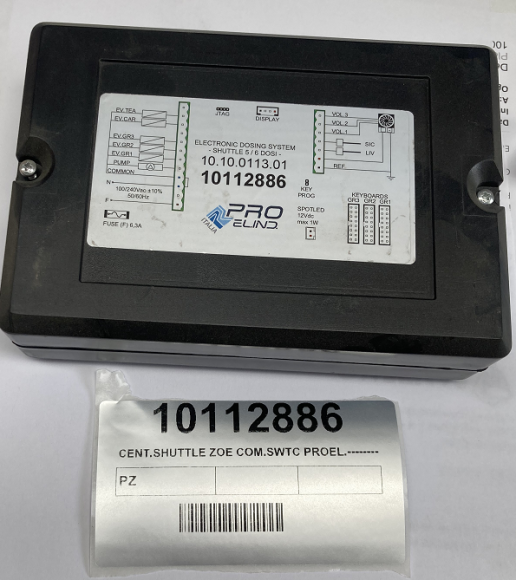 EV.TEA
EV.CAR
EV.GR3
EV.GR2
EV.GR1
PUMP
COMMON
N
100/240Vac ±10%
50/60Hz
F
FUSE (F) 6,3A
JTAG
DISPLAY
ELECTRONIC DOSING SYSTEM
- SHUTTLE 5 / 6 DOSI -
10.10.0113.01
10112886
PRO
ELIND.
ITALIA
KEY
PROG
SPOTLED
12Vdc
max 1W
VOL.3
VOL.2
VOL.1
SIC
LIV
REF.
KEYBOARDS
GR3 GR2 GR1
10112886
CENT.SHUTTLE ZOE COM.SWTC PROEL.--------
PZ